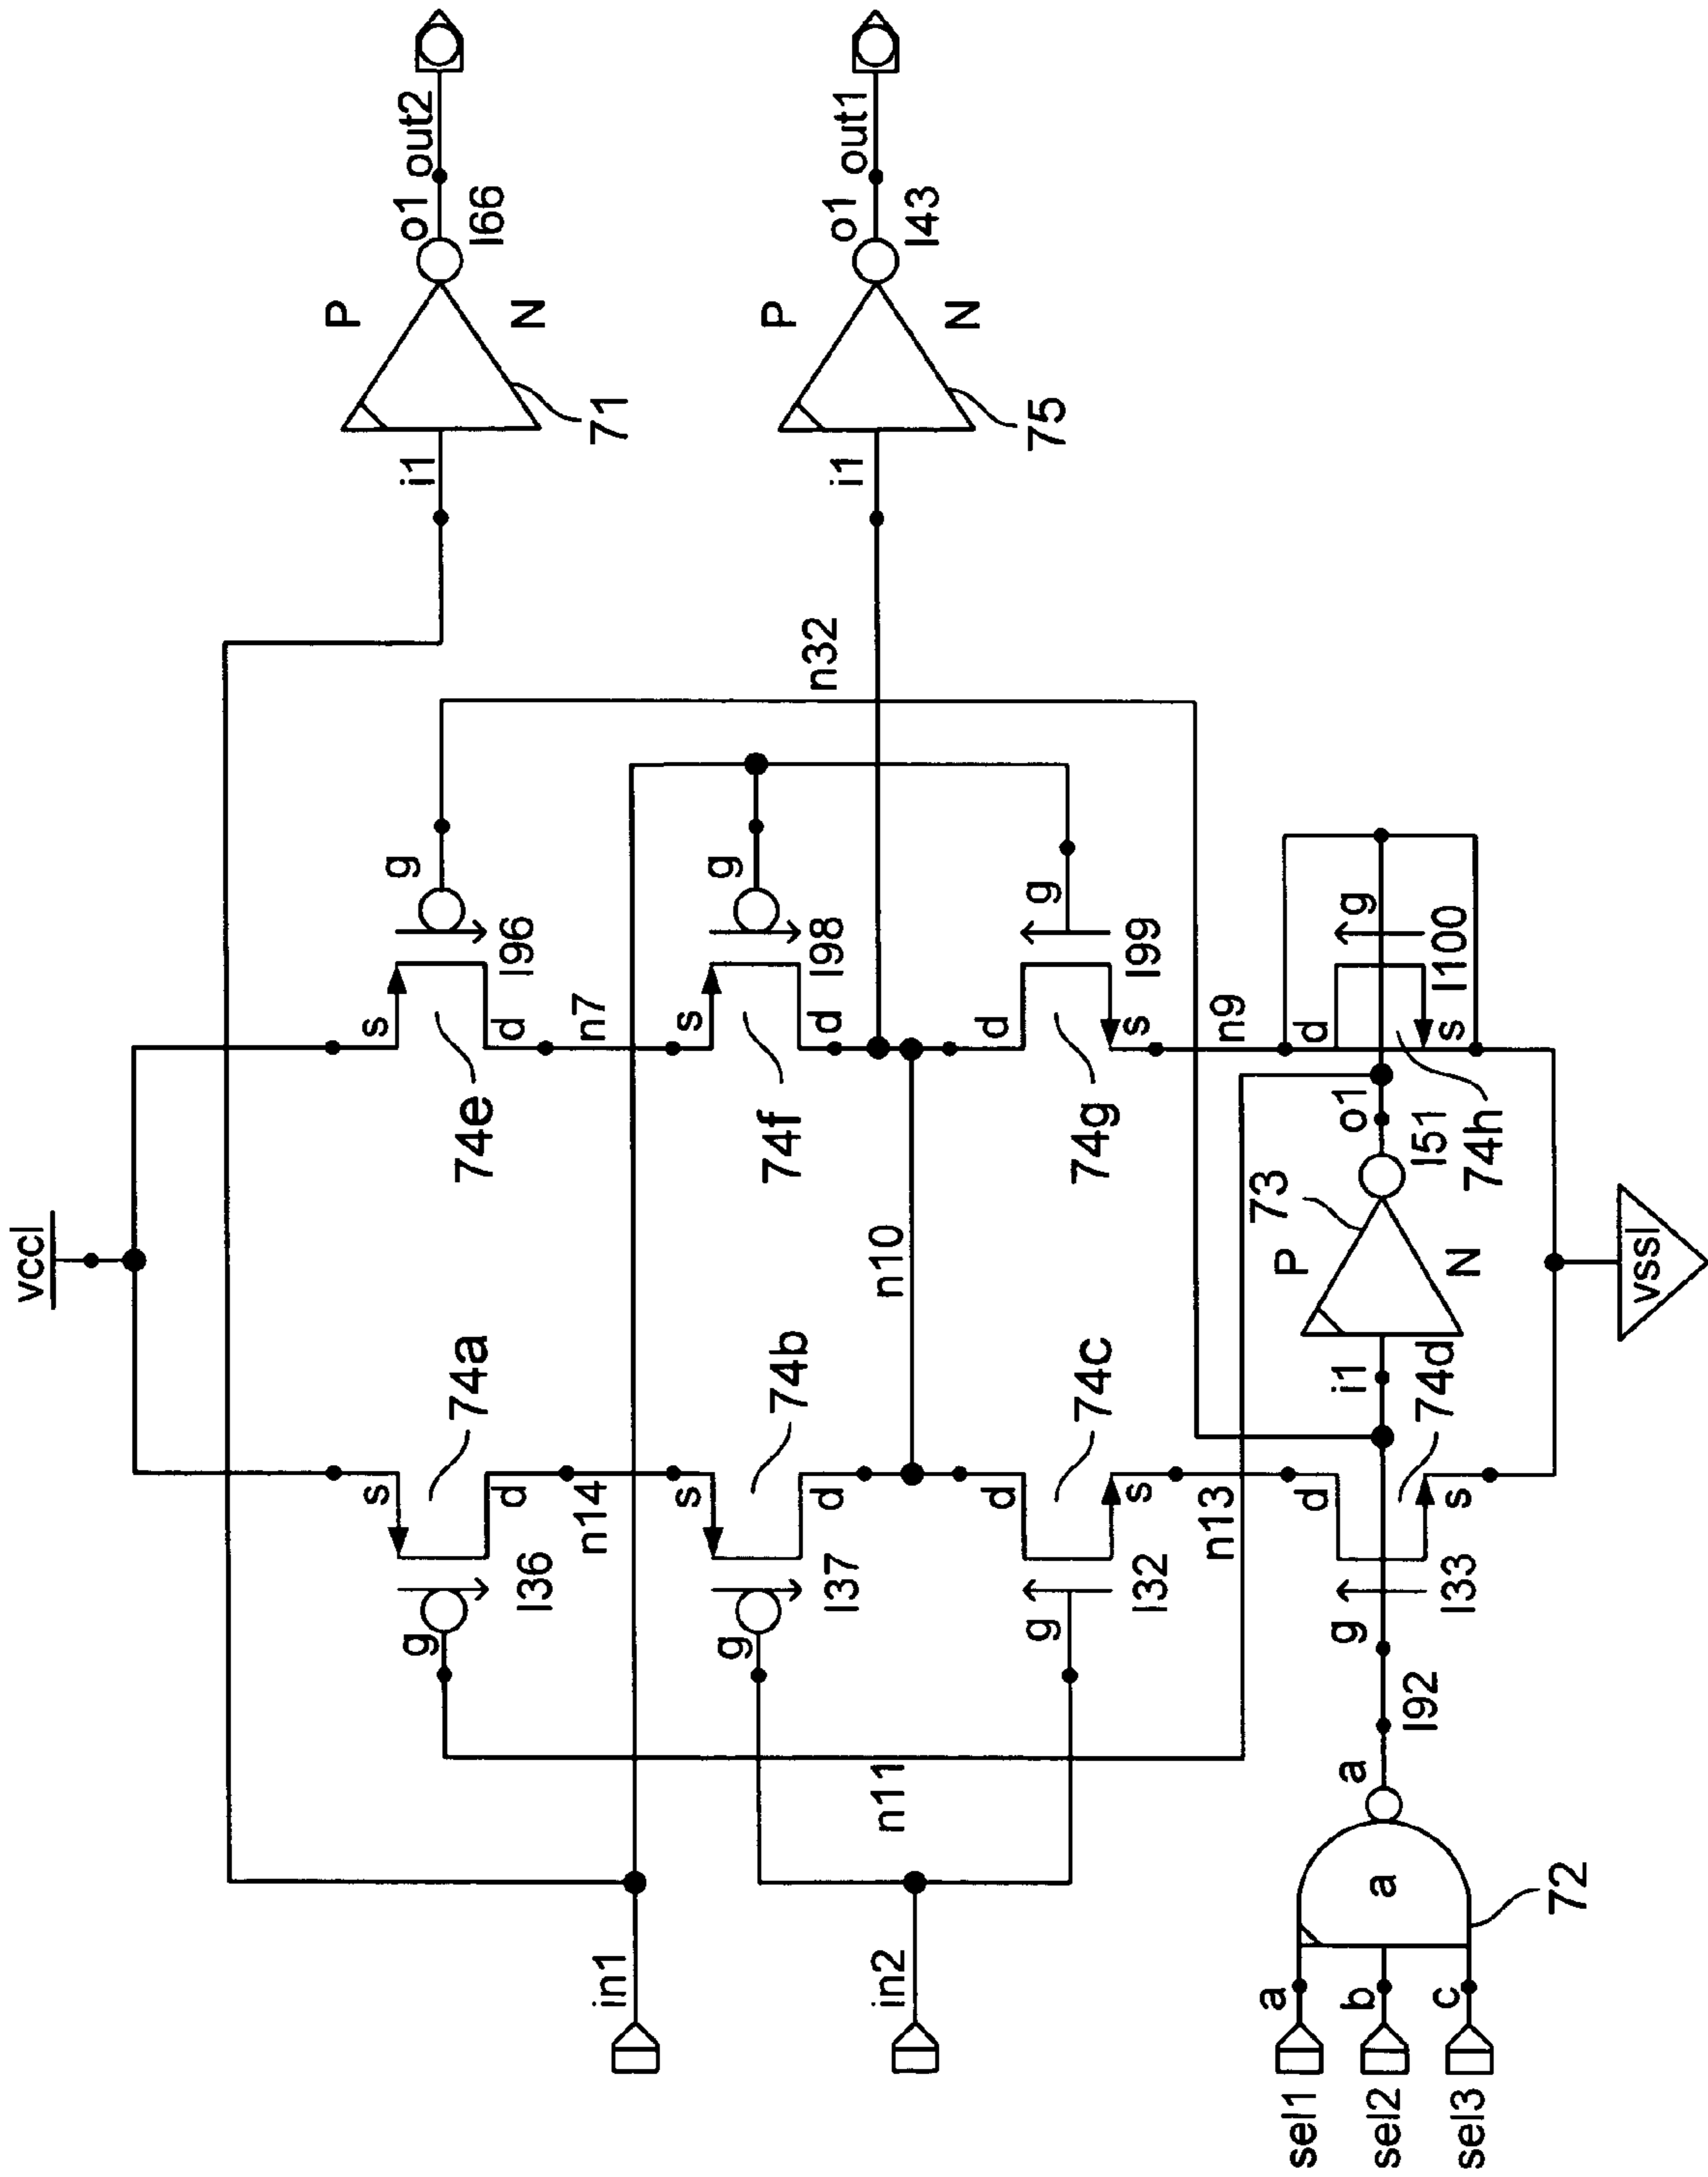 vccl
P
s
s
g
g
i1
o1
out2
74a
74e
I66
N
d
d
I36
I96
71
n14
n7
in1
s
s
P
g
g
74b
74f
d
d
I37
I98
n32
i1
o1
out1
in2
n11
n10
I43
N
d
d
g
g
75
74c
74g
s
s
I32
I99
n13
n9
sel1
a
P
73
d
d
sel2
b
a
a
g
i1
o1
g
I92
74d
I51
I100
sel3
c
I33
s
N
74h
s
72
vssl